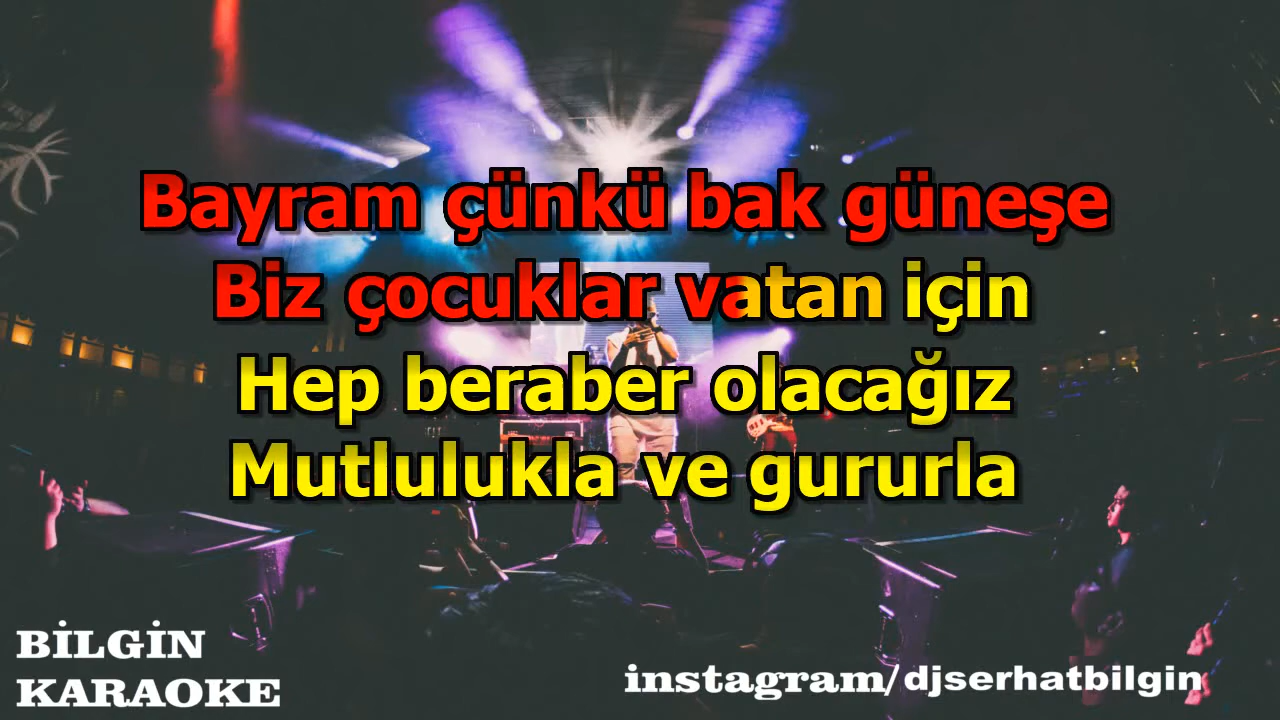 Bayram çünkü bak güneşe
Biz çocuklar vatan için
Hep beraber olacağız
Mutlulukla ve gururla
BİLGİN
KARAOKE
instagram/djserhatbilgin